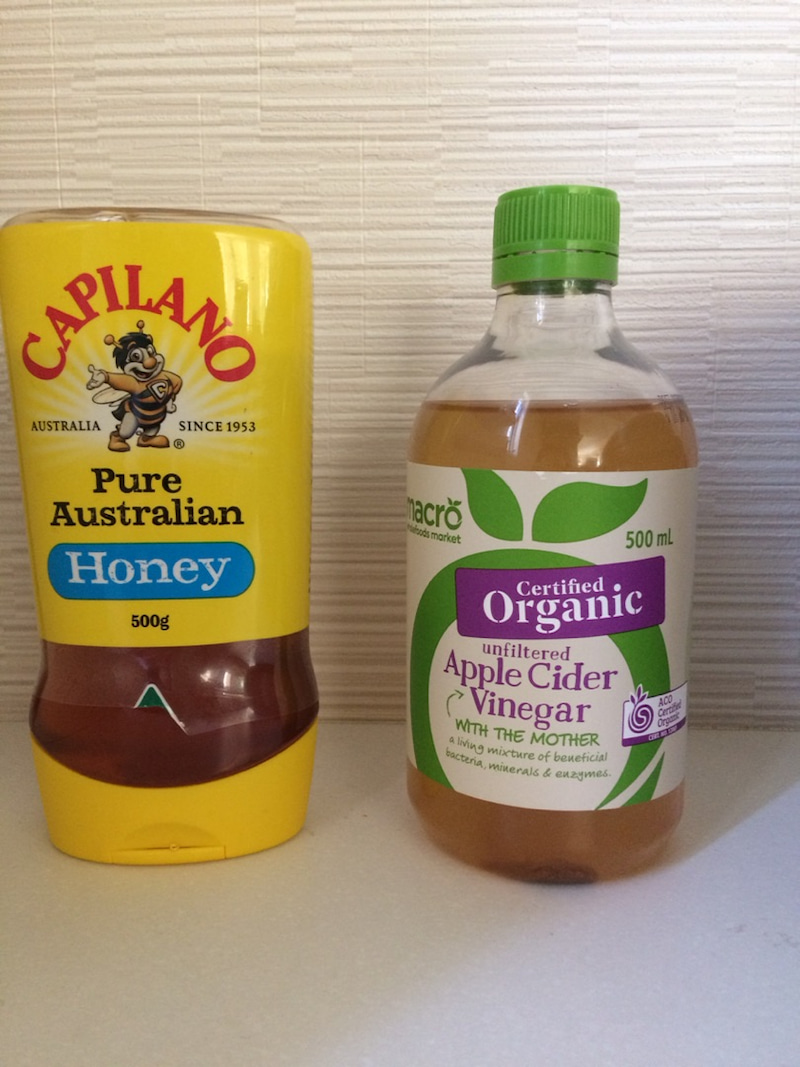 CAPILANO
AUSTRALIA SINCE 1953
®
Pure
Australian
Honey
500g
macro
wholefoods market
500 mL
Certified
Organic
unfiltered
Apple Cider
Vinegar
WITH THE MOTHER
a living mixture of beneficial
bacteria, minerals & enzymes.
ACO
Certified
Organic